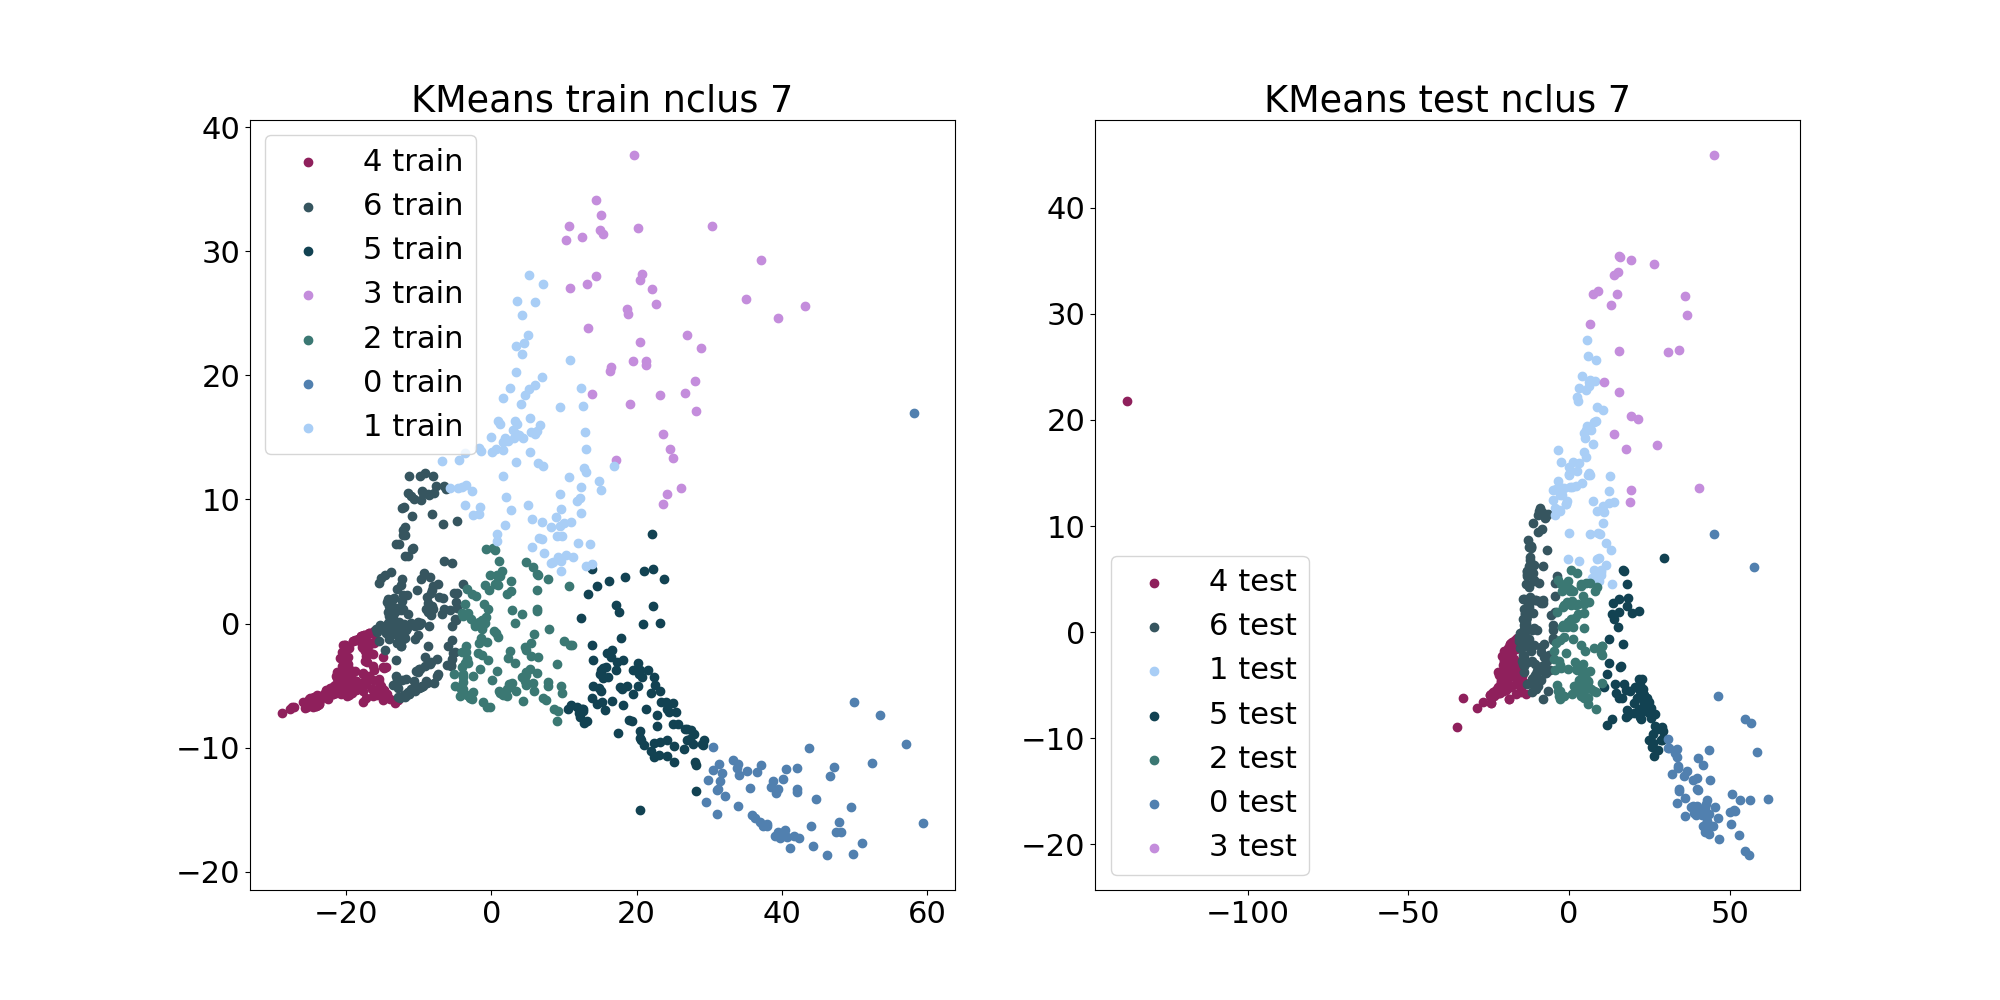 KMeans train nclus 7
40
30
20
10
0
−10
−20
−20 0 20 40 60
4 train
6 train
5 train
3 train
2 train
0 train
1 train
KMeans test nclus 7
40
30
20
10
0
−10
−20
−100 −50 0 50
4 test
6 test
1 test
5 test
2 test
0 test
3 test